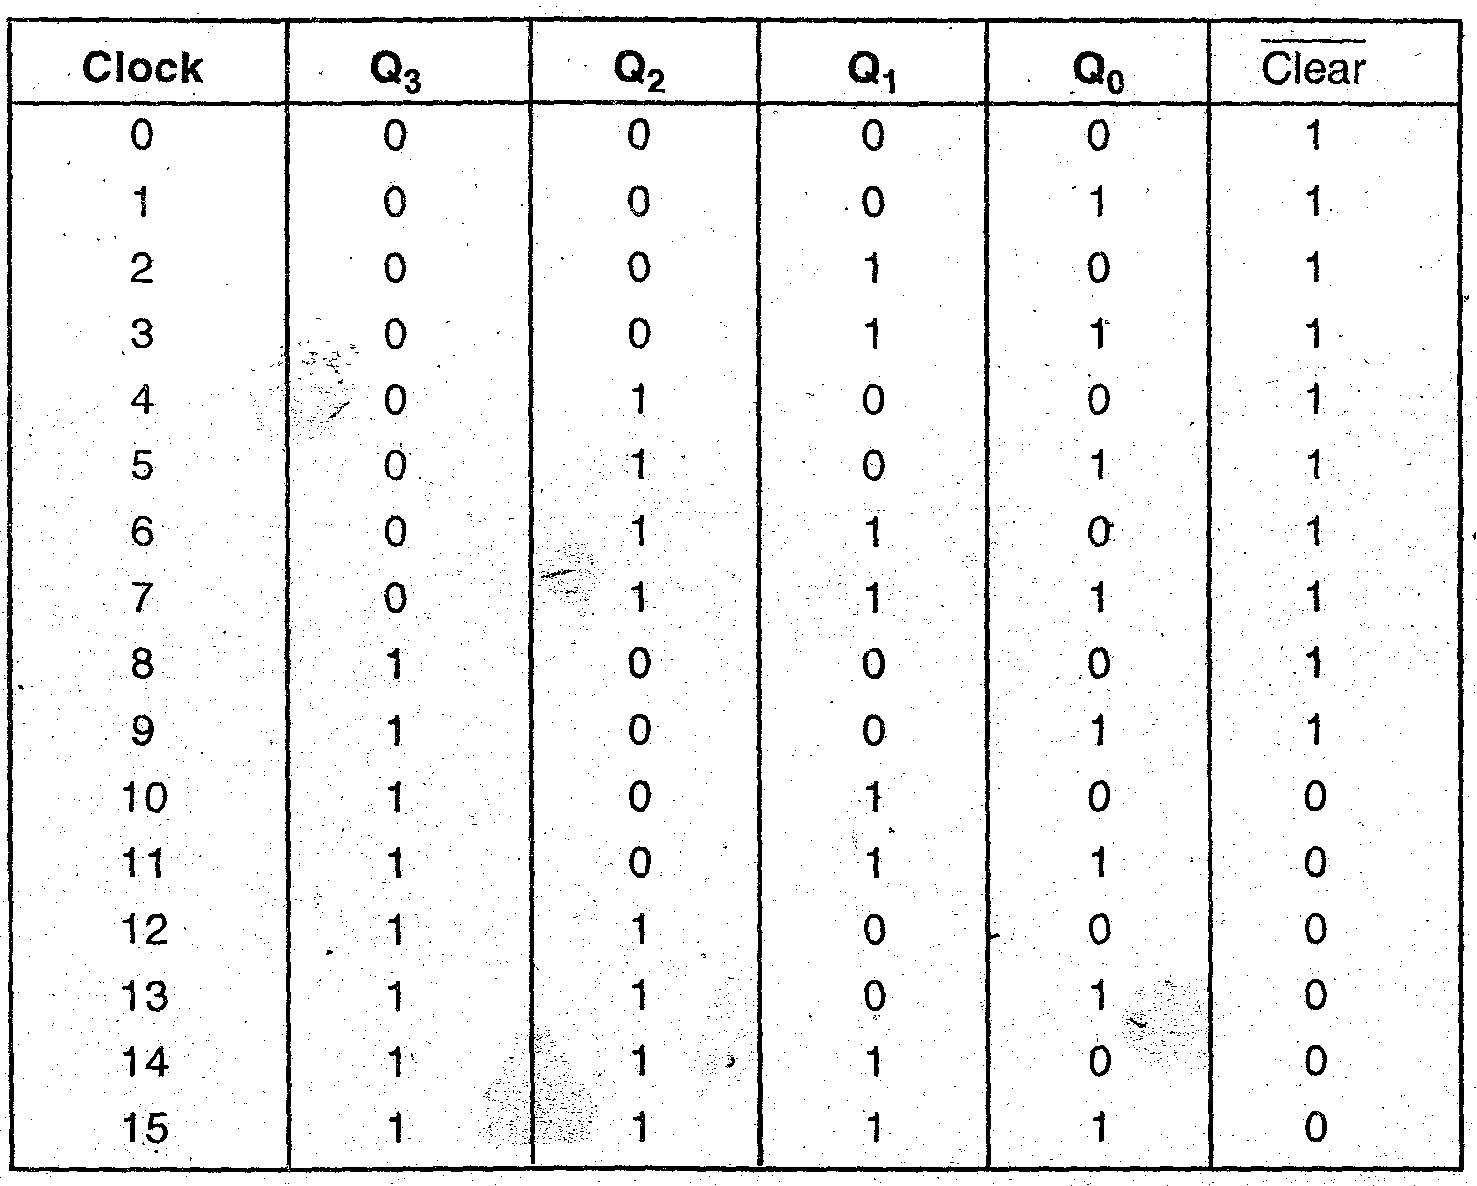 Clock Q₃ Q₂ Q₁ Q₀ C̅l̅e̅a̅r̅
0 0 0 0 0 1
1 0 0 0 1 1
2 0 0 1 0 1
3 0 0 1 1 1
4 0 1 0 0 1
5 0 1 0 1 1
6 0 1 1 0 1
7 0 1 1 1 1
8 1 0 0 0 1
9 1 0 0 1 1
10 1 0 1 0 0
11 1 0 1 1 0
12 1 1 0 0 0
13 1 1 0 1 0
14 1 1 1 0 0
15 1 1 1 1 0